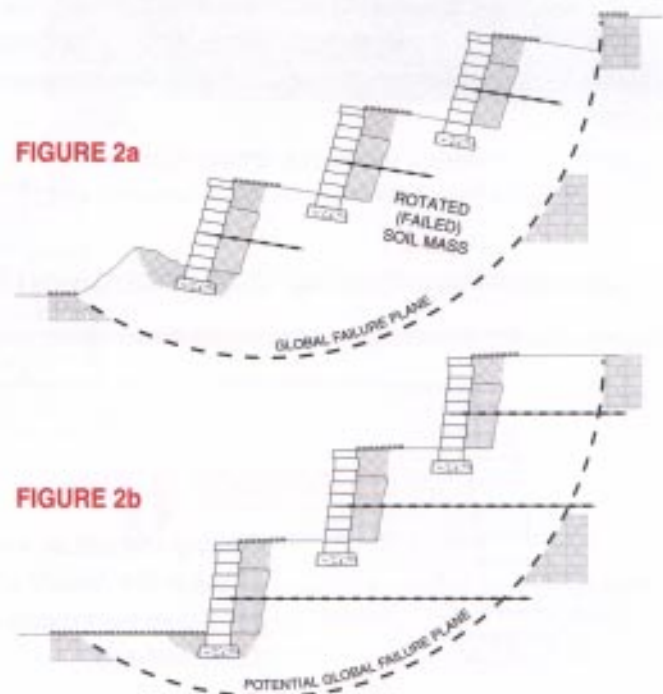 FIGURE 2a
ROTATED
(FAILED)
SOIL MASS
GLOBAL FAILURE PLANE
FIGURE 2b
POTENTIAL GLOBAL FAILURE PLANE